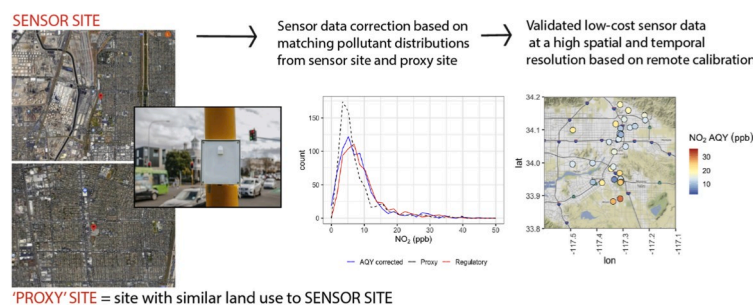 SENSOR SITE
Sensor data correction based on
matching pollutant distributions
from sensor site and proxy site
Validated low-cost sensor data
at a high spatial and temporal
resolution based on remote calibration
count
150
100
50
0
0
10
20
30
40
50
NO₂ (ppb)
AQY corrected
Proxy
Regulatory
lat
34.2
34.1
34.0
33.9
33.8
-117.5
-117.4
-117.3
-117.2
-117.1
lon
NO₂ AQY (ppb)
30
20
10
'PROXY' SITE = site with similar land use to SENSOR SITE